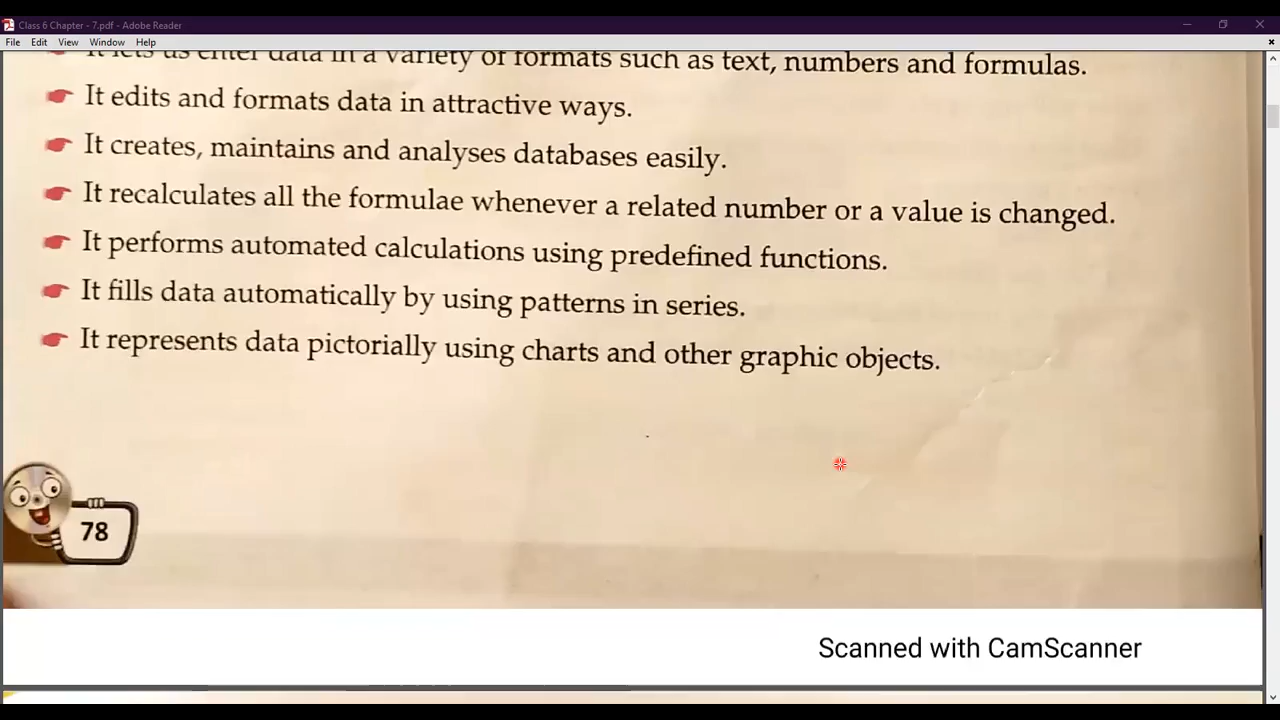 Class 6 Chapter - 7.pdf - Adobe Reader
File Edit View Window Help
It lets us enter data in a variety of formats such as text, numbers and formulas.
It edits and formats data in attractive ways.
It creates, maintains and analyses databases easily.
It recalculates all the formulae whenever a related number or a value is changed.
It performs automated calculations using predefined functions.
It fills data automatically by using patterns in series.
It represents data pictorially using charts and other graphic objects.
78
Scanned with CamScanner